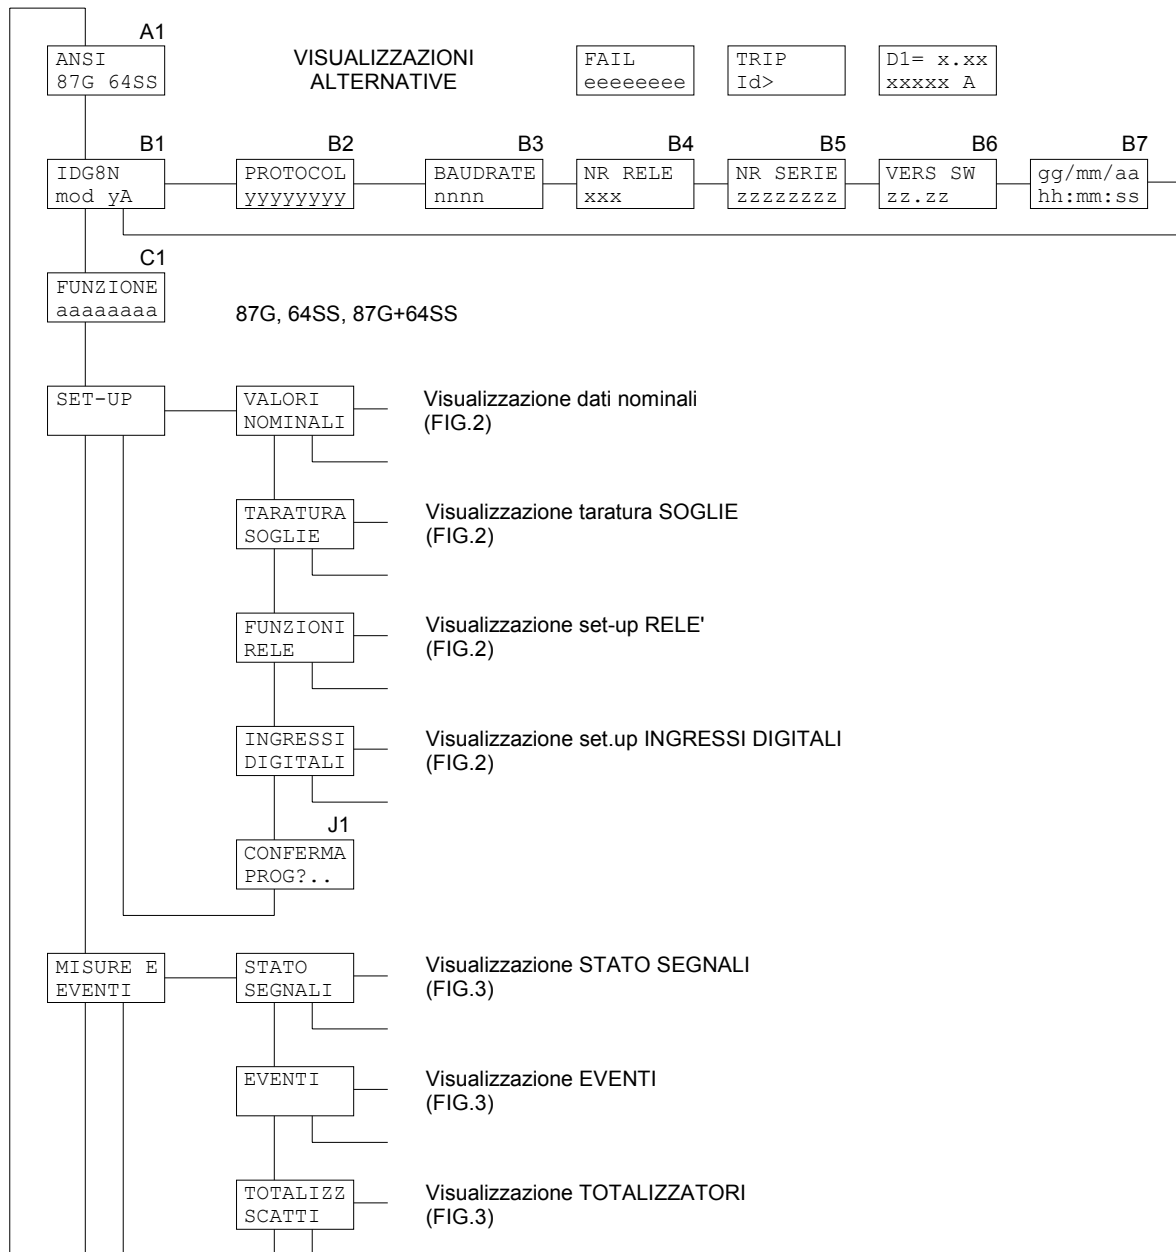 A1
ANSI
87G 64SS
VISUALIZZAZIONI
ALTERNATIVE
FAIL
eeeeeeee
TRIP
Id>
D1= x.xx
xxxxx A
B1
IDG8N
mod yA
B2
PROTOCOL
yyyyyyyy
B3
BAUDRATE
nnnn
B4
NR RELE
xxx
B5
NR SERIE
zzzzzzzz
B6
VERS SW
zz.zz
B7
gg/mm/aa
hh:mm:ss
C1
FUNZIONE
aaaaaaaa
87G, 64SS, 87G+64SS
SET-UP
VALORI
NOMINALI
Visualizzazione dati nominali
(FIG.2)
TARATURA
SOGLIE
Visualizzazione taratura SOGLIE
(FIG.2)
FUNZIONI
RELE
Visualizzazione set-up RELE'
(FIG.2)
INGRESSI
DIGITALI
Visualizzazione set.up INGRESSI DIGITALI
(FIG.2)
J1
CONFERMA
PROG?..
MISURE E
EVENTI
STATO
SEGNALI
Visualizzazione STATO SEGNALI
(FIG.3)
EVENTI
Visualizzazione EVENTI
(FIG.3)
TOTALIZZ
SCATTI
Visualizzazione TOTALIZZATORI
(FIG.3)